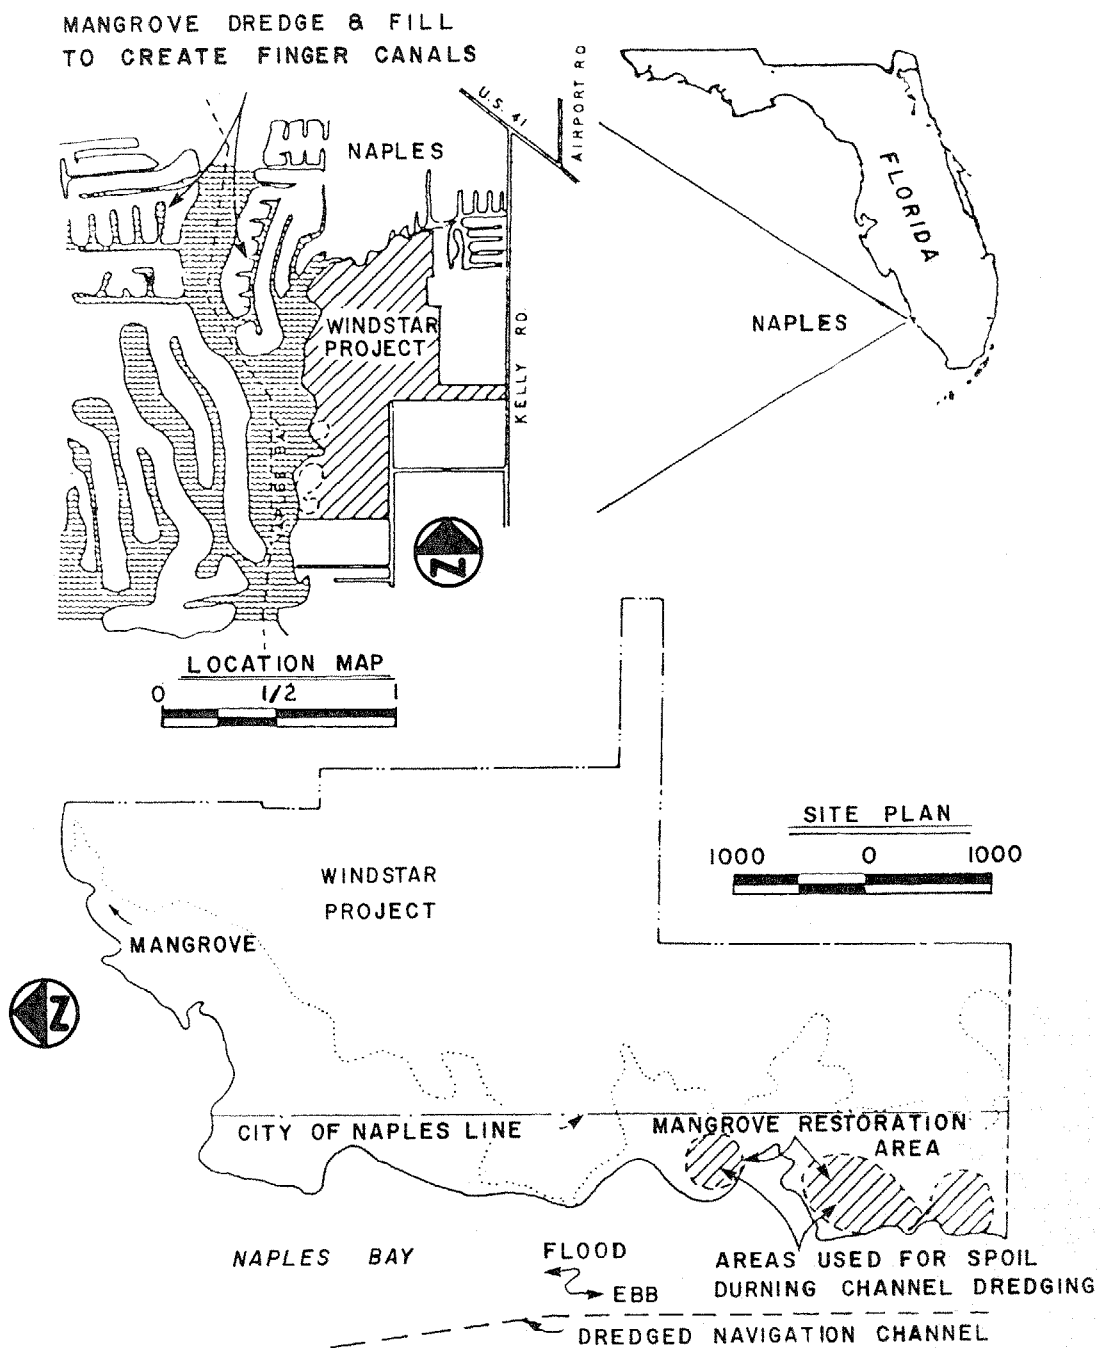 MANGROVE DREDGE & FILL
TO CREATE FINGER CANALS
U.S. 41
AIRPORT RD
NAPLES
FLORIDA
NAPLES
WINDSTAR
PROJECT
KELLY RD.
NAPLES BAY
N
LOCATION MAP
0 1/2 1
SITE PLAN
1000 0 1000
WINDSTAR
PROJECT
MANGROVE
N
CITY OF NAPLES LINE
MANGROVE RESTORATION
AREA
NAPLES BAY
FLOOD
EBB
AREAS USED FOR SPOIL
DURNING CHANNEL DREDGING
DREDGED NAVIGATION CHANNEL